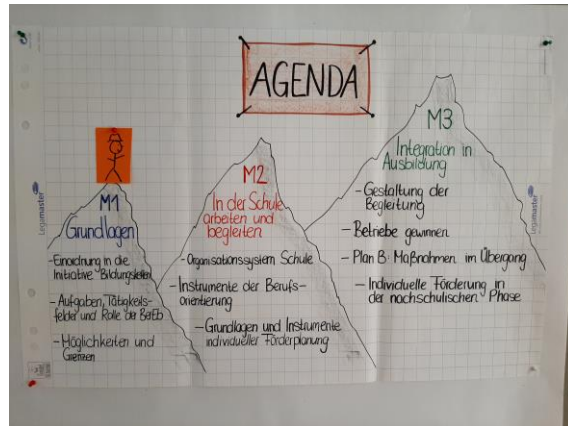 AGENDA
M1
Grundlagen
- Einordnung in die
Initiative Bildungsketten
- Aufgaben, Tätigkeits-
felder und Rolle der BerEb
- Möglichkeiten und
Grenzen
M2
In der Schule
arbeiten und
begleiten
- Organisationssystem Schule
- Instrumente der Berufs-
orientierung
- Grundlagen und Instrumente
individueller Förderplanung
M3
Integration in
Ausbildung
- Gestaltung der
Begleitung
- Betriebe gewinnen
- Plan B: Maßnahmen im Übergang
- Individuelle Förderung in
der nachschulischen Phase
Legamaster
Legamaster